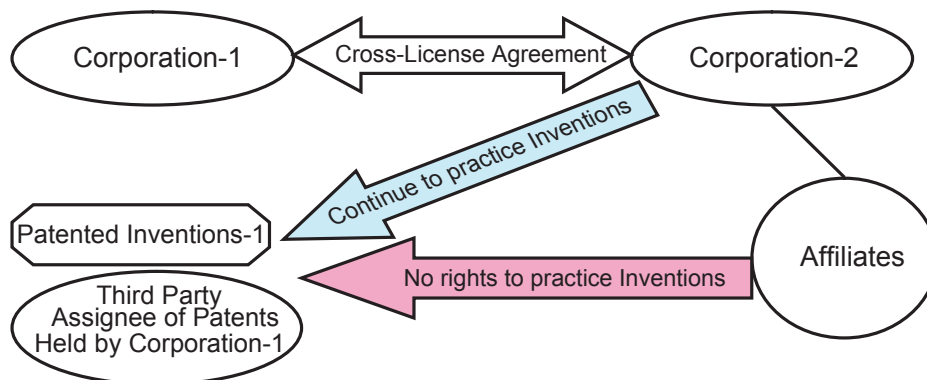 Corporation-1
Cross-License Agreement
Corporation-2
Continue to practice Inventions
Patented Inventions-1
No rights to practice Inventions
Affiliates
Third Party
Assignee of Patents
Held by Corporation-1